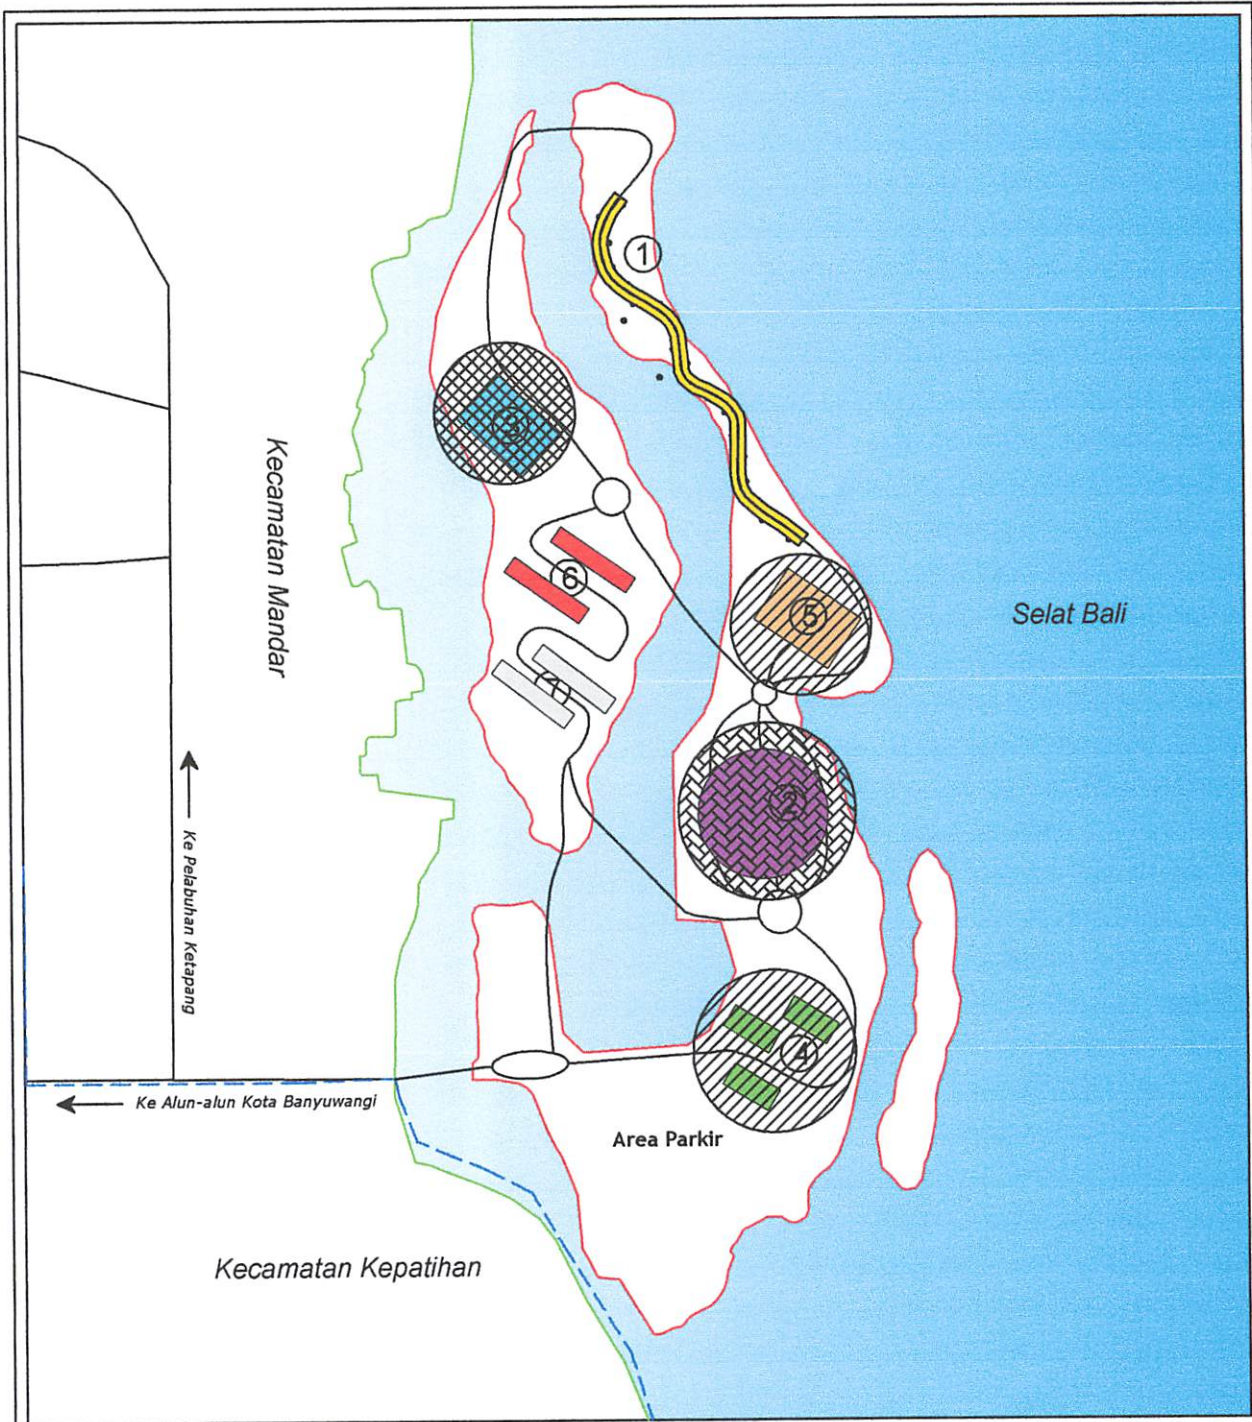 1
3
Kecamatan Mandar
6
5
Selat Bali
2
Ke Pelabuhan Ketapang
4
Ke Alun-alun Kota Banyuwangi
Area Parkir
Kecamatan Kepatihan